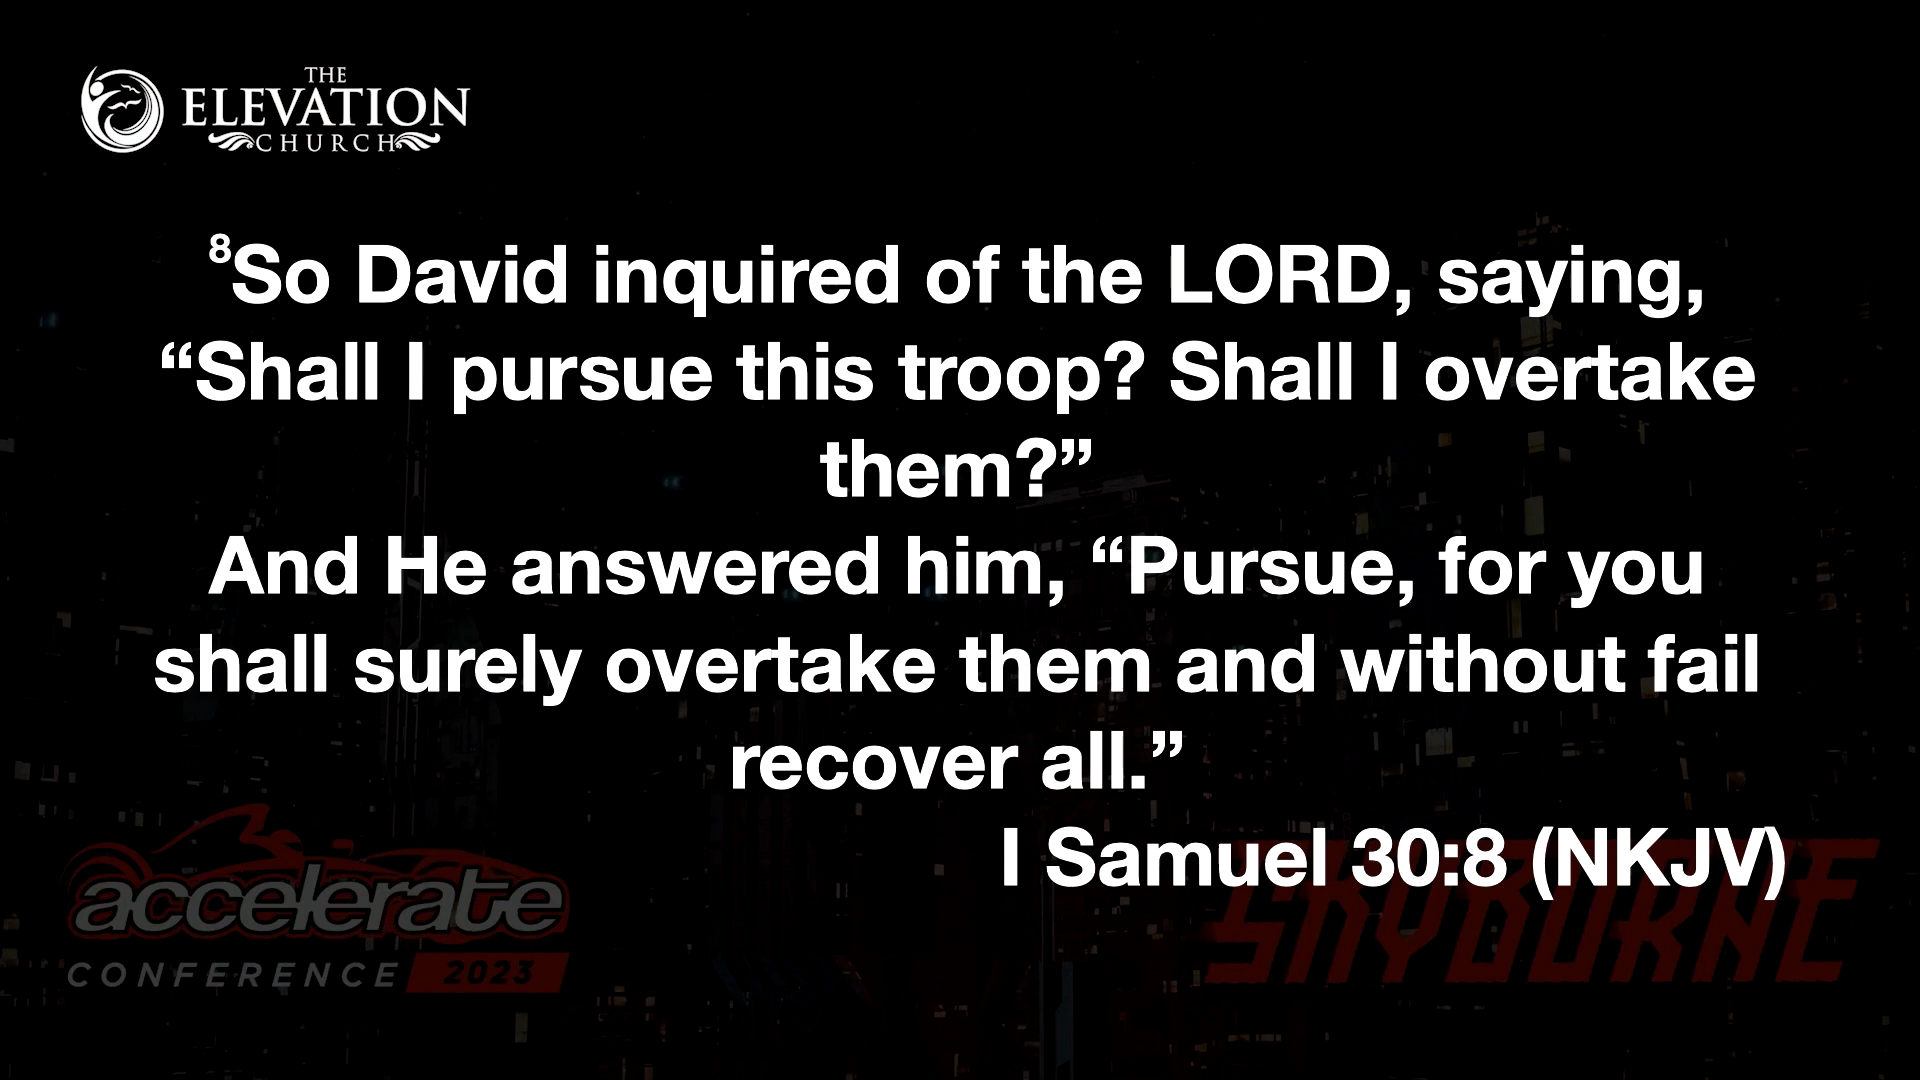 THE
ELEVATION
CHURCH
⁸So David inquired of the LORD, saying,
“Shall I pursue this troop? Shall I overtake
them?”
And He answered him, “Pursue, for you
shall surely overtake them and without fail
recover all.”
I Samuel 30:8 (NKJV)
accelerate
CONFERENCE 2023
SKYBORNE